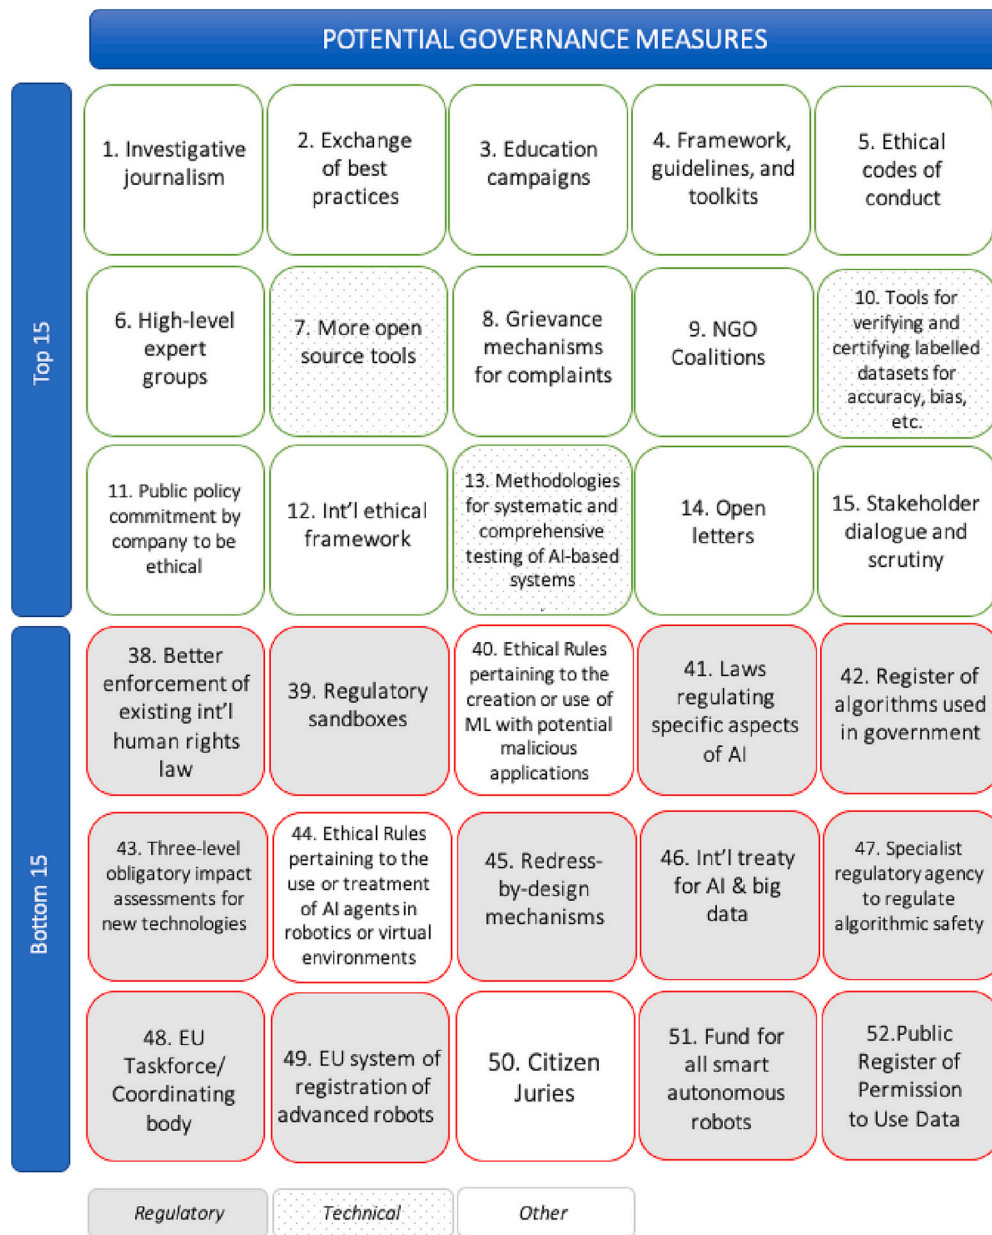 POTENTIAL GOVERNANCE MEASURES
Top 15
1. Investigative
journalism
2. Exchange
of best
practices
3. Education
campaigns
4. Framework,
guidelines, and
toolkits
5. Ethical
codes of
conduct
6. High-level
expert
groups
7. More open
source tools
8. Grievance
mechanisms
for complaints
9. NGO
Coalitions
10. Tools for
verifying and
certifying labelled
datasets for
accuracy, bias,
etc.
11. Public policy
commitment by
company to be
ethical
12. Int'l ethical
framework
13. Methodologies
for systematic and
comprehensive
testing of AI-based
systems
.
14. Open
letters
15. Stakeholder
dialogue and
scrutiny
Bottom 15
38. Better
enforcement of
existing int'l
human rights
law
39. Regulatory
sandboxes
40. Ethical Rules
pertaining to the
creation or use of
ML with potential
malicious
applications
41. Laws
regulating
specific aspects
of AI
42. Register of
algorithms used
in government
43. Three-level
obligatory impact
assessments for
new technologies
44. Ethical Rules
pertaining to the
use or treatment
of AI agents in
robotics or virtual
environments
45. Redress-
by-design
mechanisms
46. Int'l treaty
for AI & big
data
47. Specialist
regulatory agency
to regulate
algorithmic safety
48. EU
Taskforce/
Coordinating
body
49. EU system of
registration of
advanced robots
50. Citizen
Juries
51. Fund for
all smart
autonomous
robots
52.Public
Register of
Permission
to Use Data
Regulatory
Technical
Other